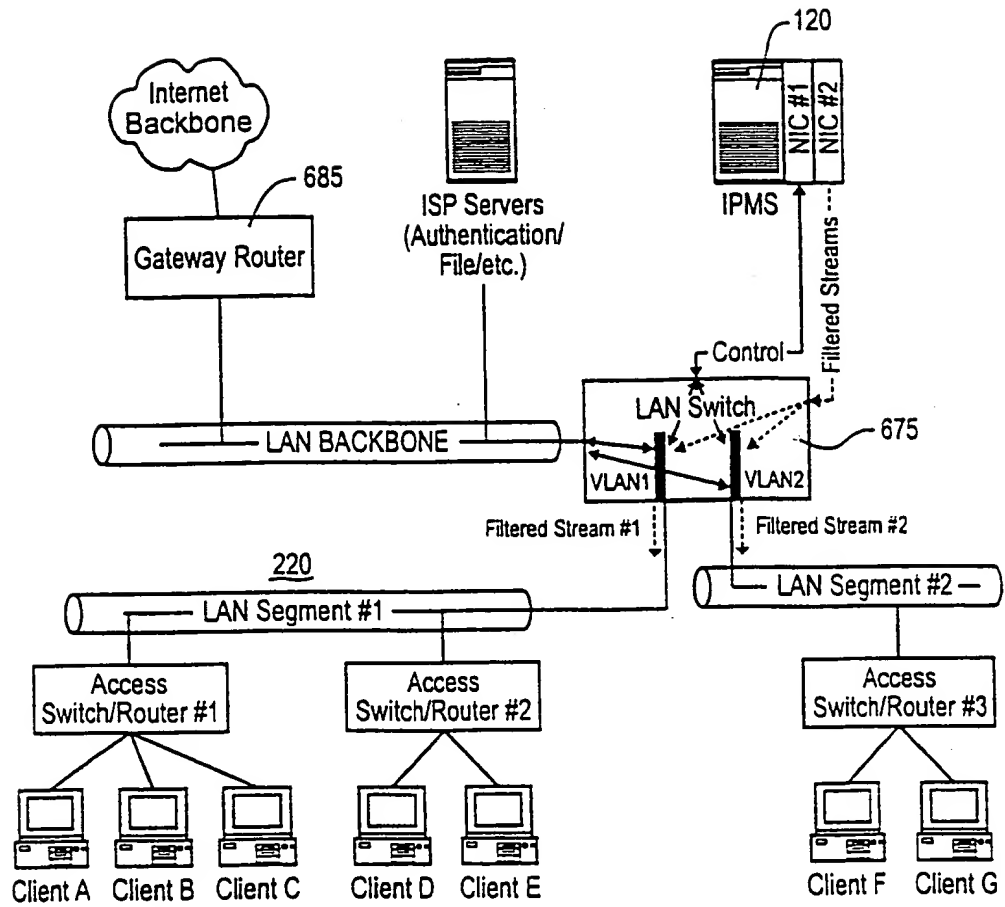 120
Internet
Backbone
685
Gateway Router
ISP Servers
(Authentication/
File/etc.)
NIC #1
NIC #2
IPMS
Filtered Streams
Control
LAN Switch
675
LAN BACKBONE
VLAN1
VLAN2
Filtered Stream #1
Filtered Stream #2
220
LAN Segment #1
LAN Segment #2
Access
Switch/Router #1
Access
Switch/Router #2
Access
Switch/Router #3
Client A
Client B
Client C
Client D
Client E
Client F
Client G